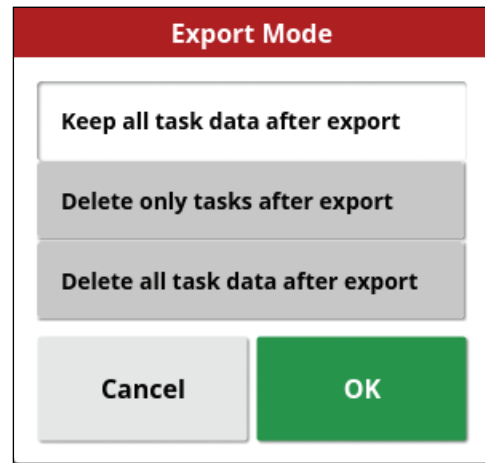 Export Mode
Keep all task data after export
Delete only tasks after export
Delete all task data after export
Cancel
OK